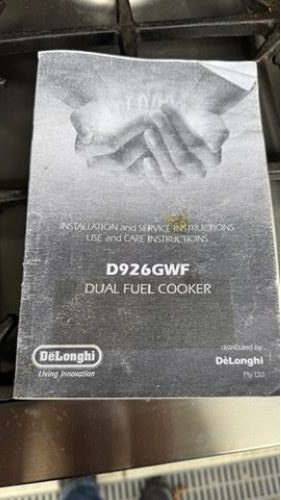 INSTALLATION and SERVICE INSTRUCTIONS
USE and CARE INSTRUCTIONS
D926GWF
DUAL FUEL COOKER
DeLonghi
Living innovation
distributed by
DèLonghi
Pty Ltd